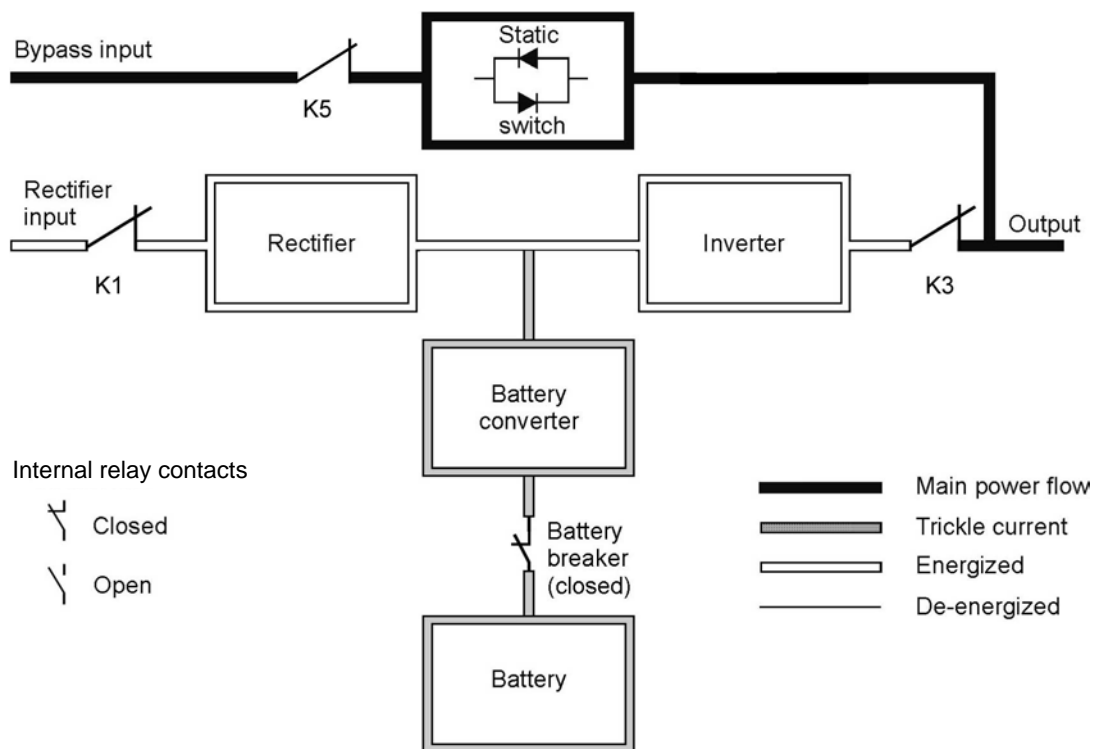 Bypass input
K5
Static
switch
Rectifier
input
K1
Rectifier
Inverter
K3
Output
Battery
converter
Internal relay contacts
Closed
Open
Battery
breaker
(closed)
Battery
Main power flow
Trickle current
Energized
De-energized